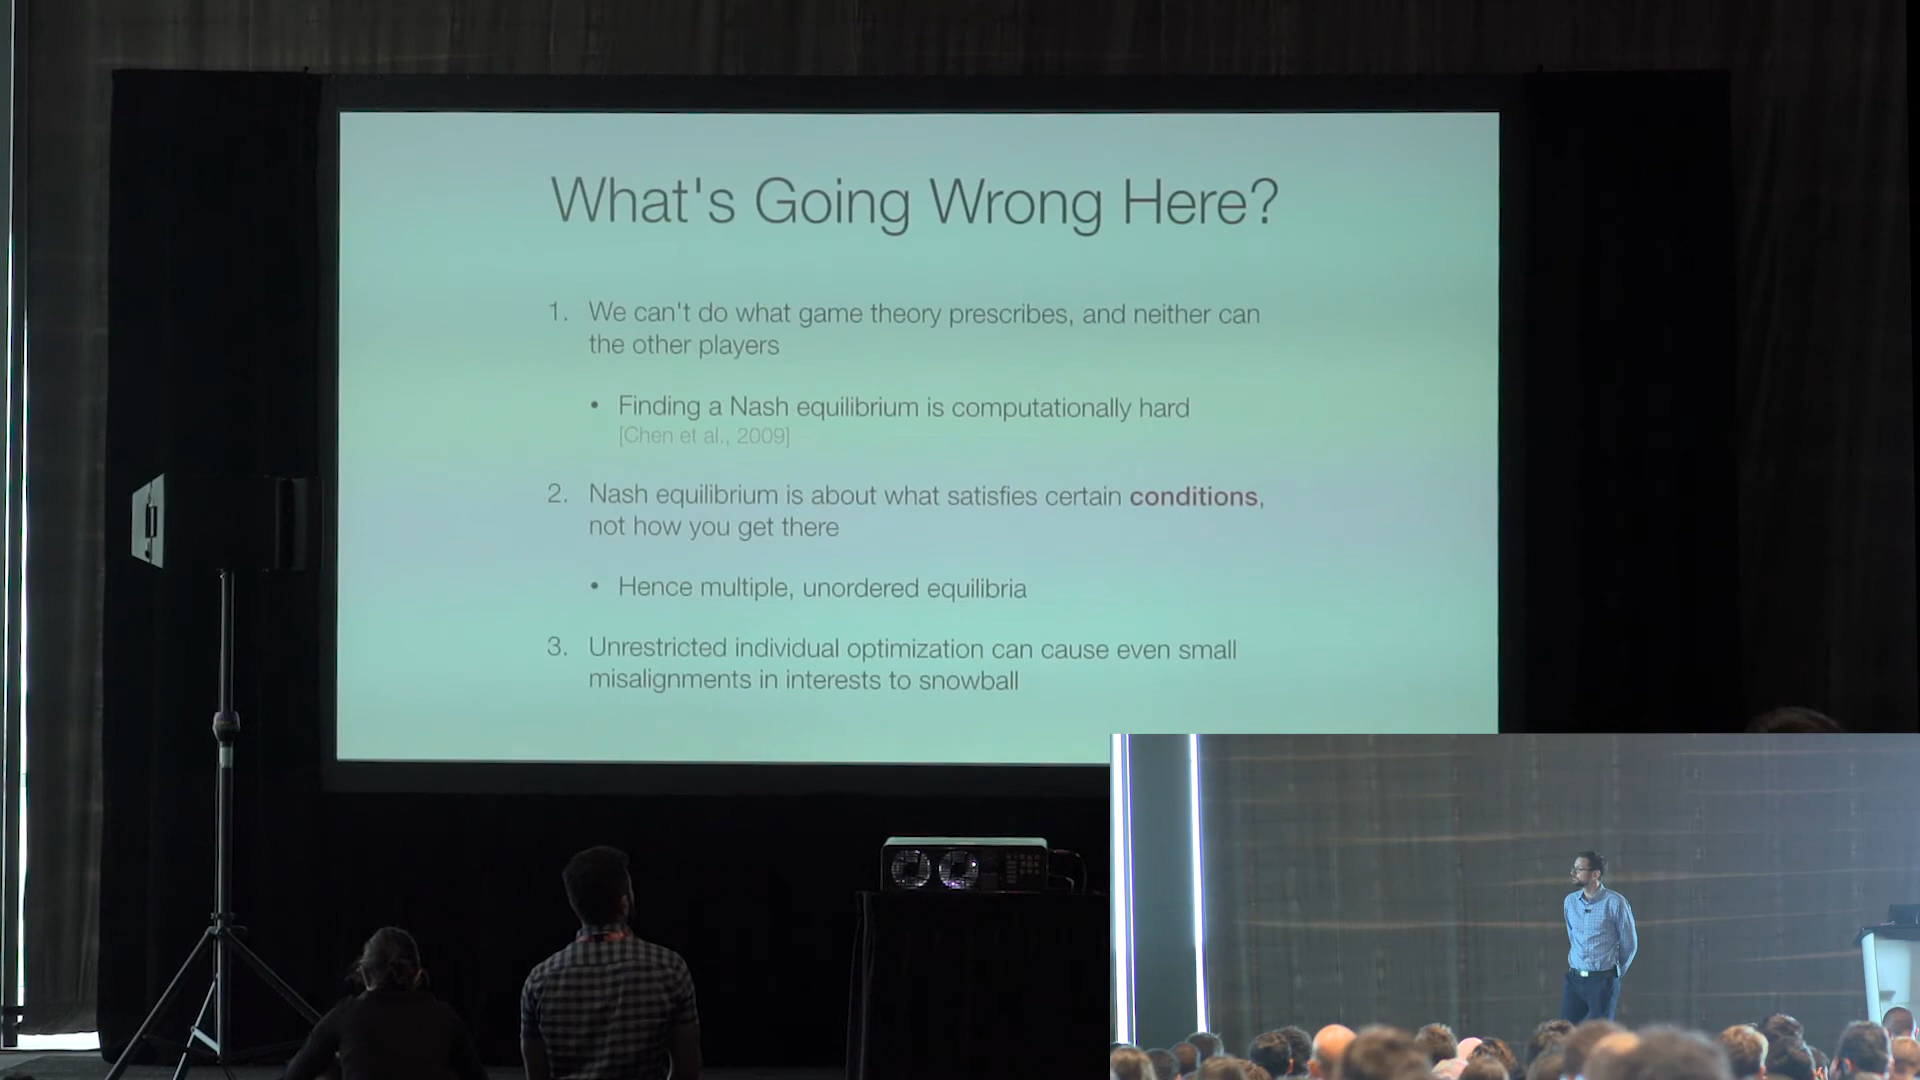 What's Going Wrong Here?
1. We can't do what game theory prescribes, and neither can
the other players
• Finding a Nash equilibrium is computationally hard
[Chen et al., 2009]
2. Nash equilibrium is about what satisfies certain conditions,
not how you get there
• Hence multiple, unordered equilibria
3. Unrestricted individual optimization can cause even small
misalignments in interests to snowball